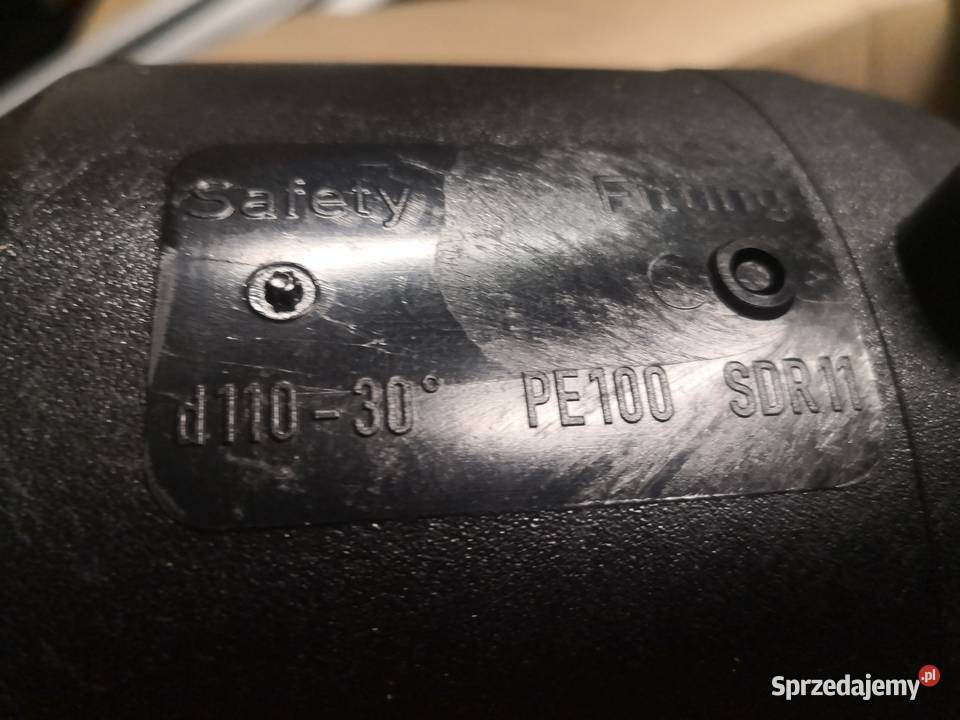 Safety Fitting
d110-30° PE100 SDR11
Sprzedajemy.pl